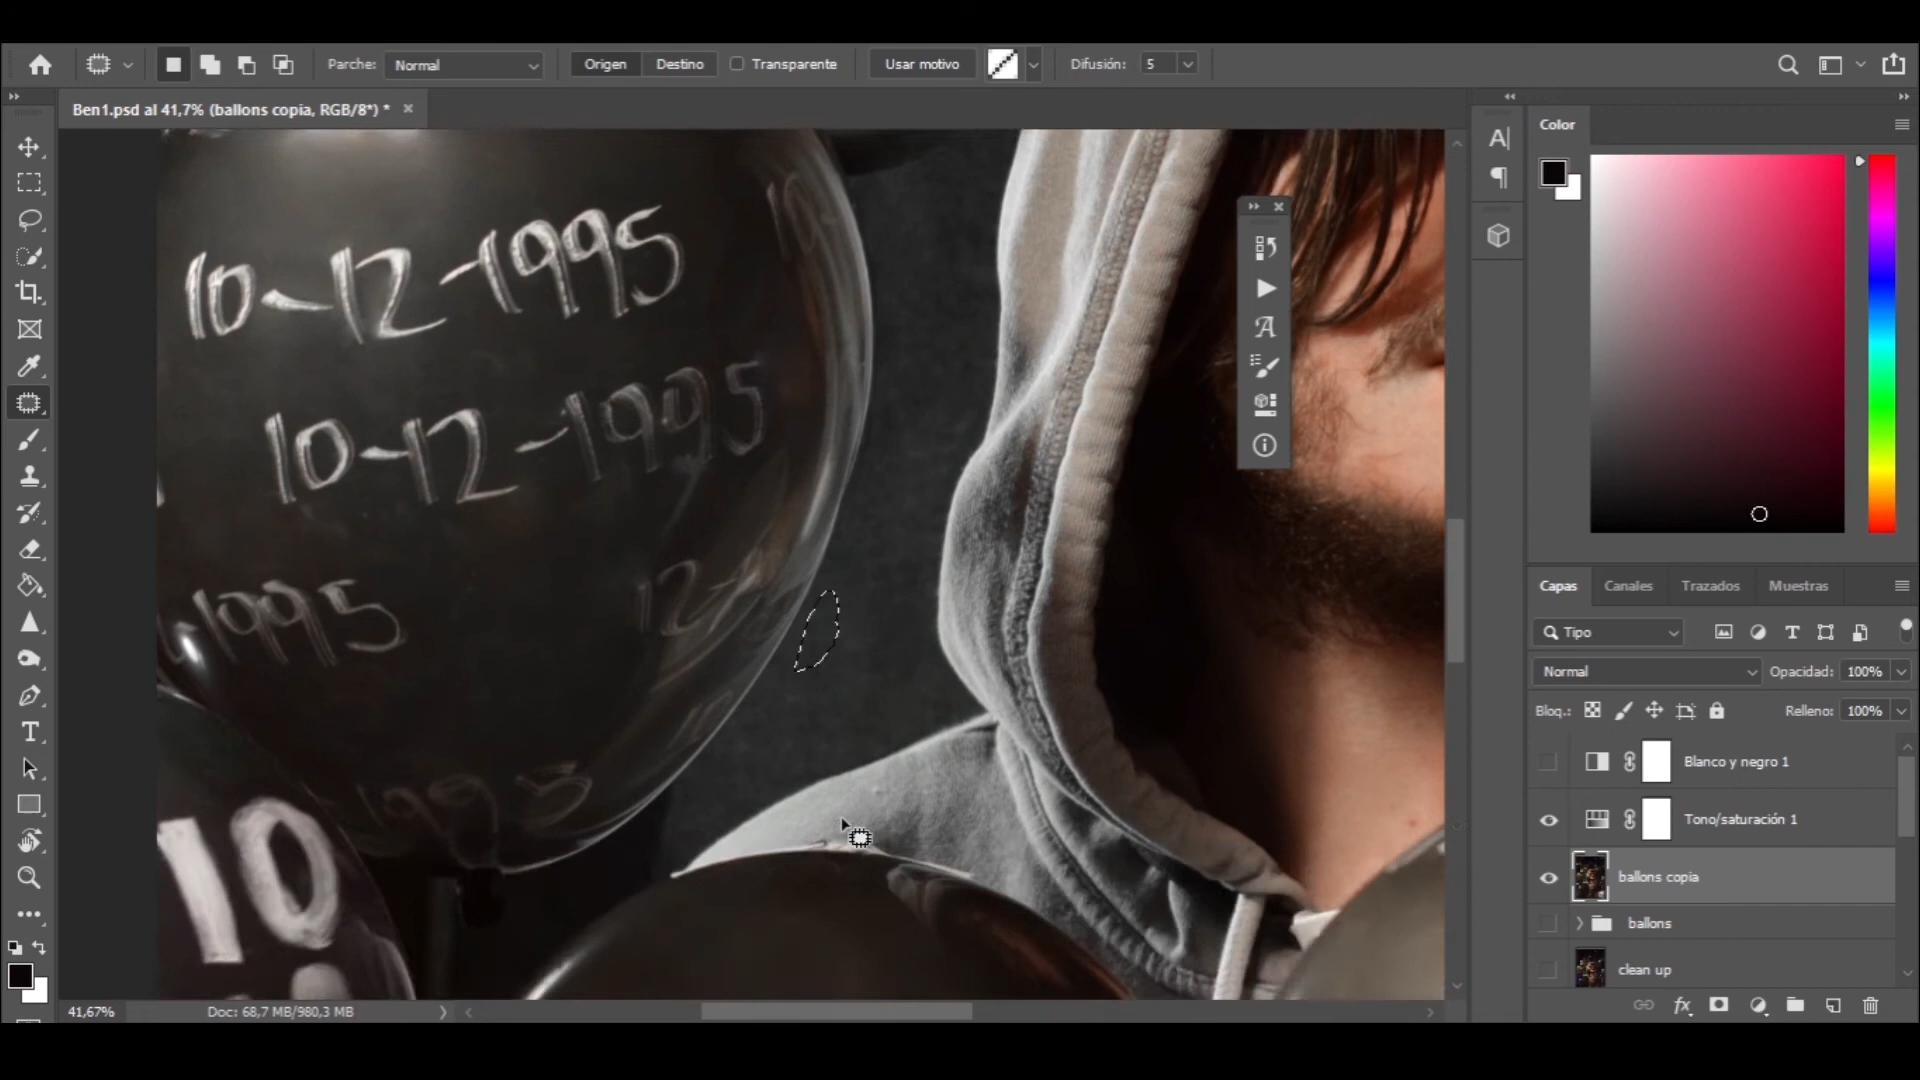 Parche: Normal Origen Destino Transparente Usar motivo Difusión: 5
Ben1.psd al 41,7% (ballons copia, RGB/8*) * ×
Color
10-12-1995
10-12-1995
12-
1995
10
1995
10
Capas Canales Trazados Muestras
Tipo
Normal Opacidad: 100%
Bloq.: Relleno: 100%
Blanco y negro 1
Tono/saturación 1
ballons copia
ballons
clean up
41,67% Doc: 68,7 MB/980,3 MB